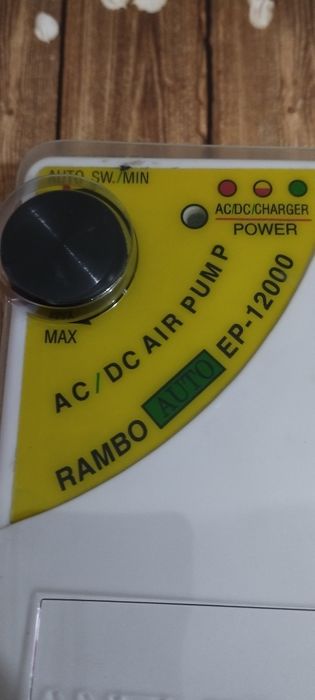 AUTO SW./MIN
AC/DC/CHARGER
POWER
MAX
AC/DC AIR PUMP
RAMBO AUTO EP-12000